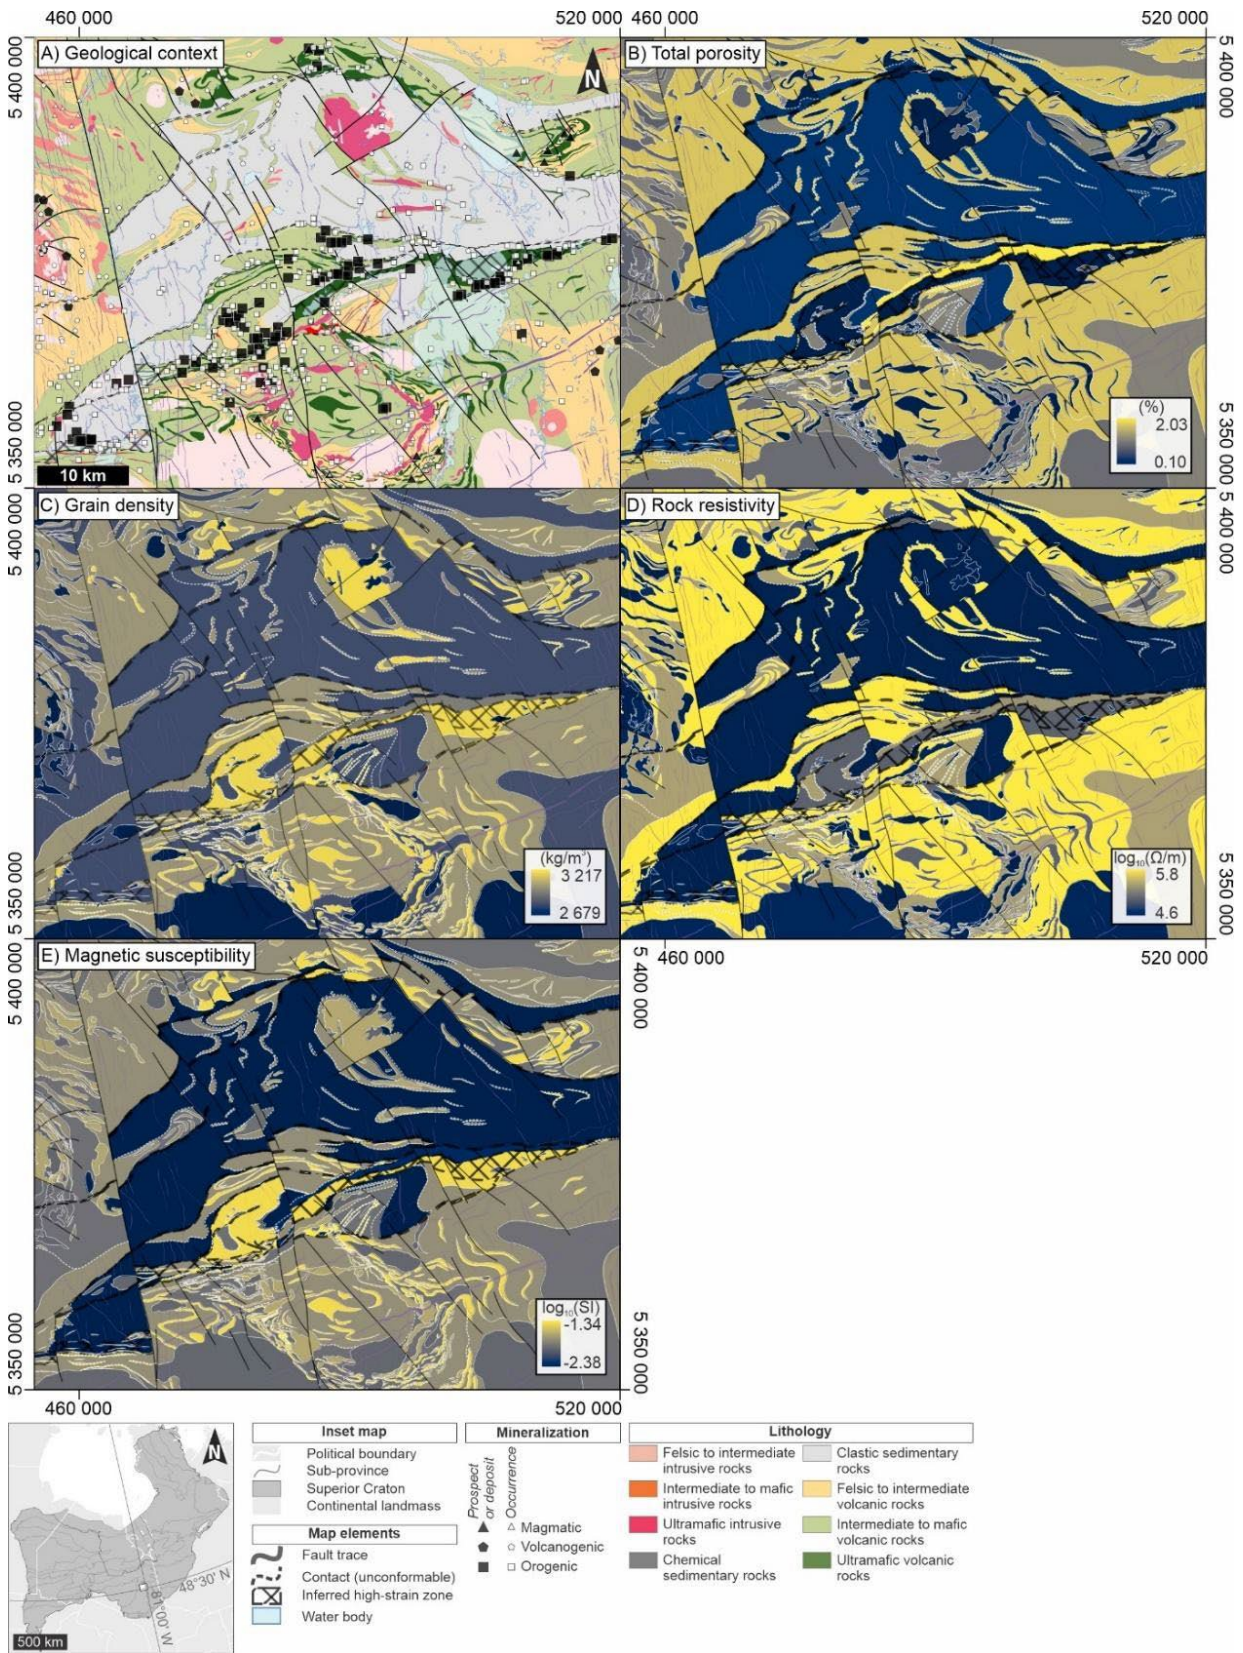 460 000
520 000
460 000
520 000
A) Geological context
N
B) Total porosity
5 400 000
5 350 000
10 km
(%)
2.03
0.10
5 400 000
5 350 000
C) Grain density
D) Rock resistivity
5 400 000
5 350 000
(kg/m³)
3 217
2 679
log₁₀(Ω/m)
5.8
4.6
5 400 000
5 350 000
E) Magnetic susceptibility
460 000
520 000
5 400 000
5 350 000
log₁₀(SI)
-1.34
-2.38
5 400 000
5 350 000
460 000
520 000
N
48°30' N
81°00' W
500 km
Inset map
Political boundary
Sub-province
Superior Craton
Continental landmass
Map elements
Fault trace
Contact (unconformable)
Inferred high-strain zone
Water body
Mineralization
Prospect
or deposit
Occurrence
Magmatic
Volcanogenic
Orogenic
Lithology
Felsic to intermediate
intrusive rocks
Intermediate to mafic
intrusive rocks
Ultramafic intrusive
rocks
Chemical
sedimentary rocks
Clastic sedimentary
rocks
Felsic to intermediate
volcanic rocks
Intermediate to mafic
volcanic rocks
Ultramafic volcanic
rocks